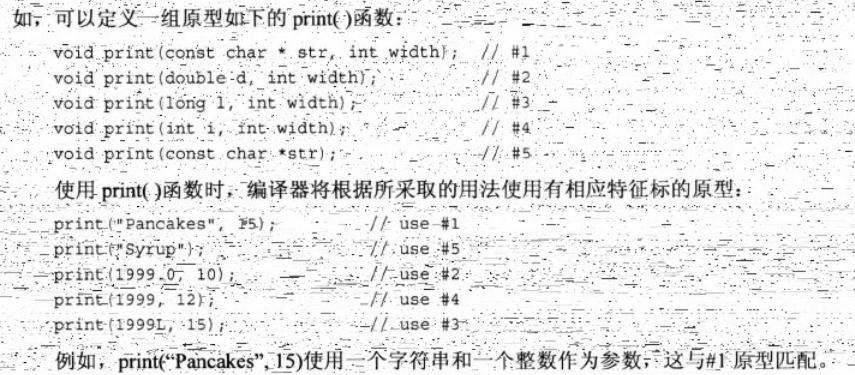 如，可以定义一组原型如下的 print( )函数：
void print(const char * str, int width);  // #1
void print(double d, int width);          // #2
void print(long l, int width);            // #3
void print(int i, int width);             // #4
void print(const char *str);              // #5
使用 print( )函数时，编译器将根据所采取的用法使用有相应特征标的原型：
print("Pancakes", 15);         // use #1
print("Syrup");                // use #5
print(1999.0, 10);             // use #2
print(1999, 12);               // use #4
print(1999L, 15);              // use #3
例如，print(“Pancakes”, 15)使用一个字符串和一个整数作为参数，这与#1 原型匹配。